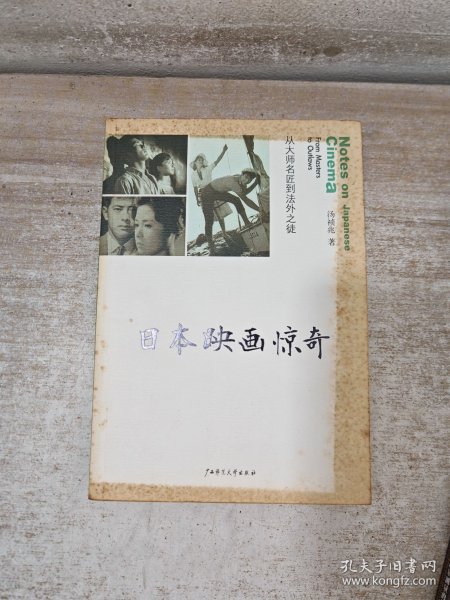 Notes on Japanese
Cinema
From Masters
to Outlaws
汤祯兆 著
从大师名匠到法外之徒
日本映画惊奇
广西师范大学出版社
孔夫子旧书网
www.kongfz.com